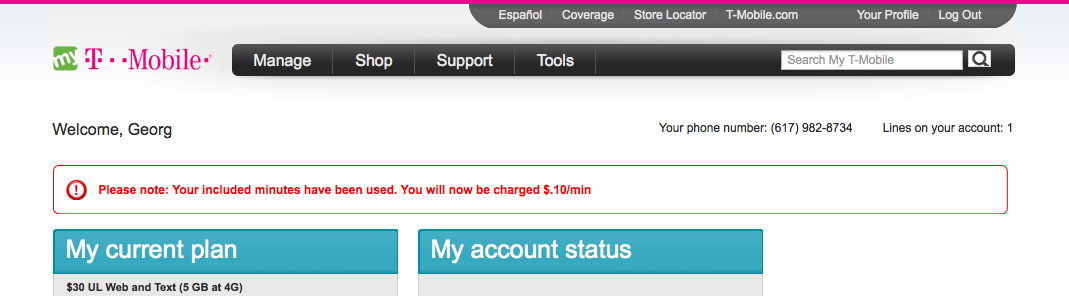 Español Coverage Store Locator T-Mobile.com Your Profile Log Out
my T··Mobile·
Manage Shop Support Tools Search My T-Mobile
Welcome, Georg
Your phone number: (617) 982-8734 Lines on your account: 1
Please note: Your included minutes have been used. You will now be charged $.10/min
My current plan My account status
$30 UL Web and Text (5 GB at 4G)